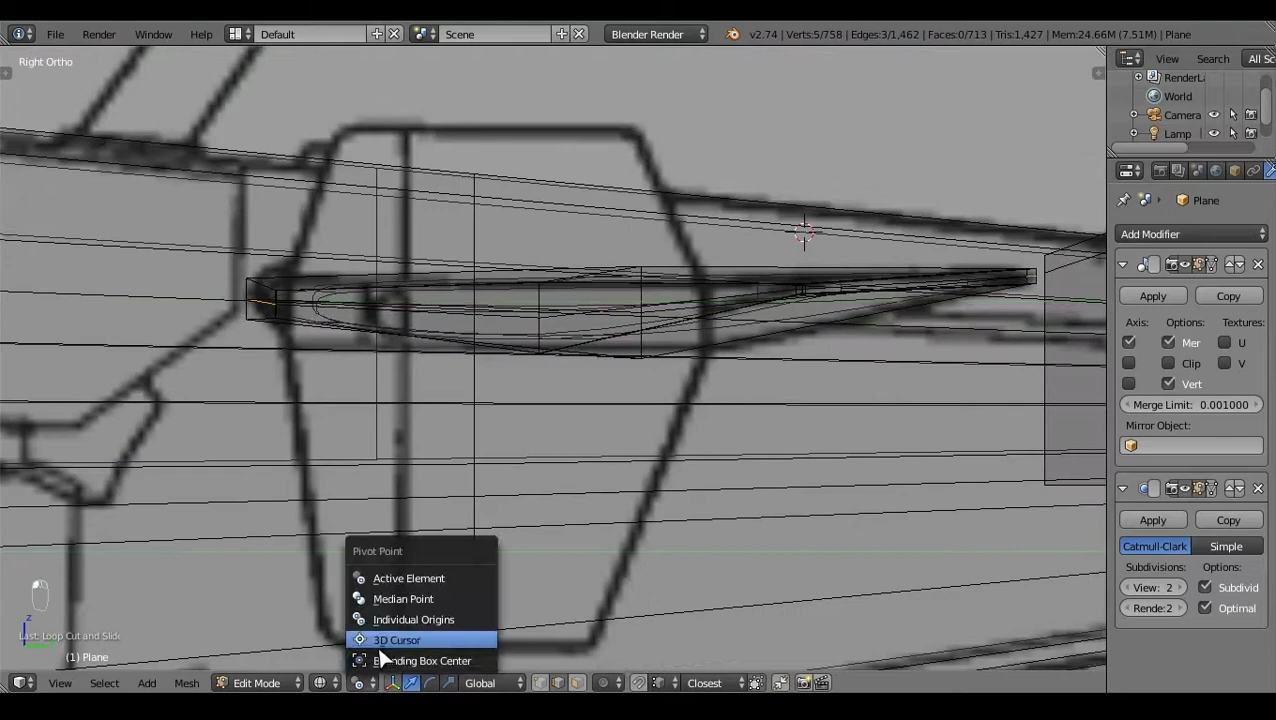 File Render Window Help Default Scene Blender Render v2.74 | Verts:5/758 | Edges:3/1,462 | Faces:0/713 | Tris:1,427 | Mem:24.66M (7.51M) | Plane
Right Ortho
View Search All Sc
RenderLa
World
Camera
Lamp
Plane
Add Modifier
Apply Copy
Axis: Options: Textures:
Mer U
Clip V
Vert
Merge Limit: 0.001000
Mirror Object:
Apply Copy
Catmull-Clark Simple
Subdivisions: Options:
View: 2 Subdivid
Rende: 2 Optimal
Pivot Point
Active Element
Median Point
Individual Origins
3D Cursor
Bounding Box Center
Last: Loop Cut and Slide
(1) Plane
z
View Select Add Mesh Edit Mode Global Closest